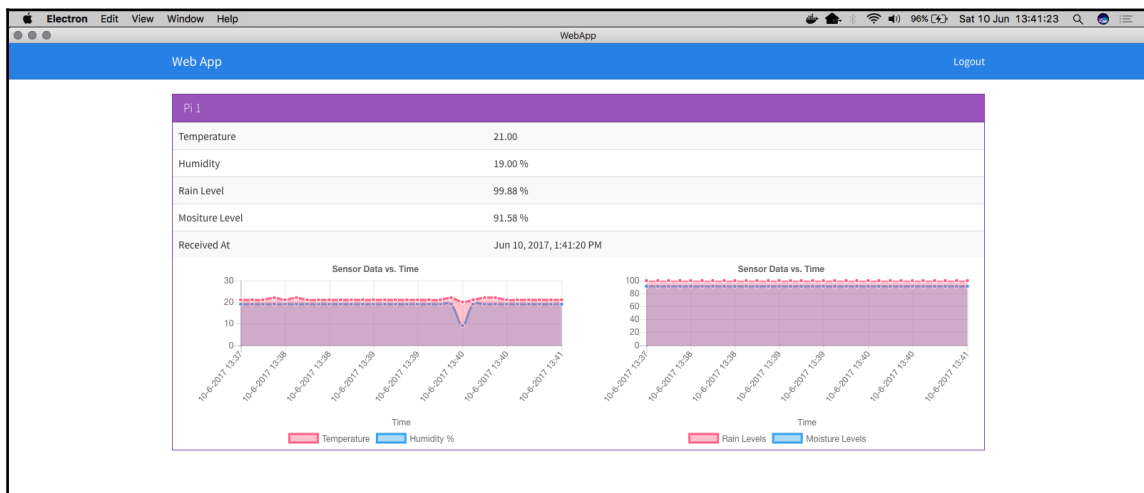 Electron Edit View Window Help 96% Sat 10 Jun 13:41:23
WebApp
Web App Logout
Pi 1
Temperature 21.00
Humidity 19.00 %
Rain Level 99.88 %
Mositure Level 91.58 %
Received At Jun 10, 2017, 1:41:20 PM
Sensor Data vs. Time
30
20
10
0
10-6-2017 13:37 10-6-2017 13:38 10-6-2017 13:38 10-6-2017 13:39 10-6-2017 13:39 10-6-2017 13:40 10-6-2017 13:40 10-6-2017 13:41
Time
Temperature Humidity %
Sensor Data vs. Time
100
80
60
40
20
0
10-6-2017 13:37 10-6-2017 13:38 10-6-2017 13:38 10-6-2017 13:39 10-6-2017 13:39 10-6-2017 13:40 10-6-2017 13:40 10-6-2017 13:41
Time
Rain Levels Moisture Levels